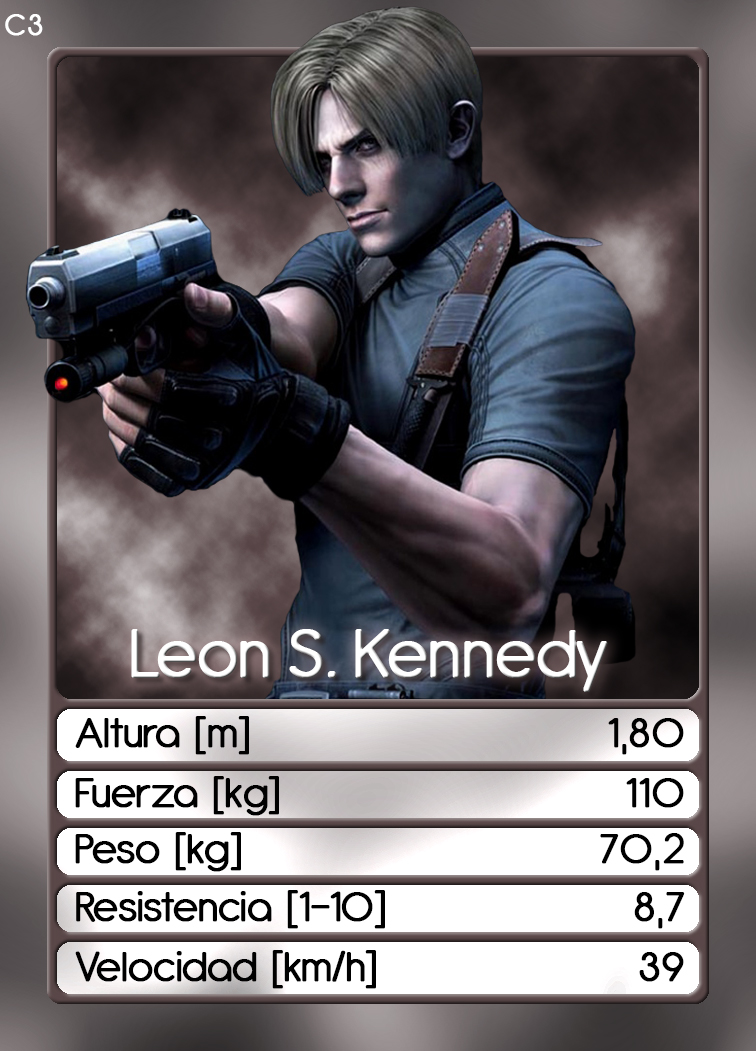 C3
Leon S. Kennedy
Altura [m] 1,80
Fuerza [kg] 110
Peso [kg] 70,2
Resistencia [1-10] 8,7
Velocidad [km/h] 39